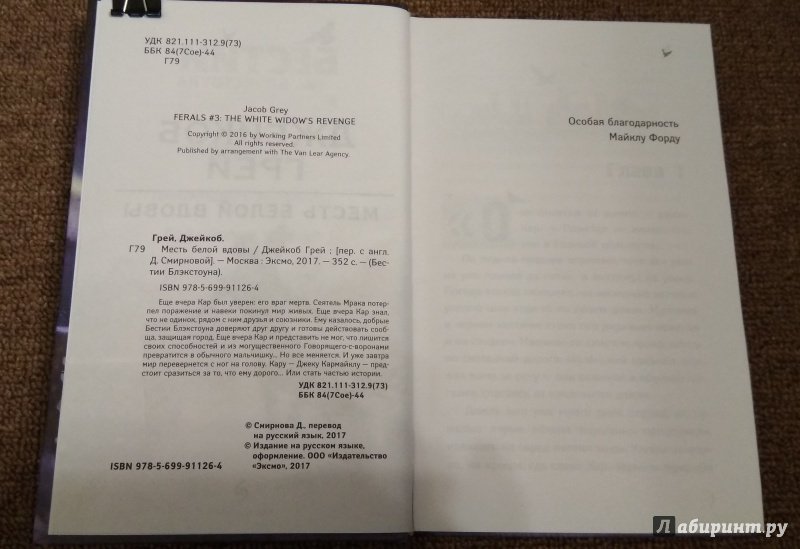 УДК 821.111-312.9(73)
ББК 84(7Сое)-44
Г79
Jacob Grey
FERALS #3: THE WHITE WIDOW'S REVENGE
Copyright © 2016 by Working Partners Limited
All rights reserved.
Published by arrangement with The Van Lear Agency.
Грей, Джейкоб.
Г79 Месть белой вдовы / Джейкоб Грей ; [пер. с англ.
Д. Смирновой]. — Москва : Эксмо, 2017. — 352 с. — (Бес-
тии Блэкстоуна).
ISBN 978-5-699-91126-4
Еще вчера Кар был уверен: его враг мертв. Сеятель Мрака потер-
пел поражение и навеки покинул мир живых. Еще вчера Кар знал,
что не одинок, рядом с ним друзья и союзники. Ему казалось, добрые
Бестии Блэкстоуна доверяют друг другу и готовы действовать сооб-
ща, защищая город. Еще вчера Кар и представить не мог, что лишится
своих способностей и из могущественного Говорящего-с-воронами
превратится в обычного мальчишку... Но все меняется. И уже завтра
мир перевернется с ног на голову. Кару — Джеку Кармайклу — пред-
стоит сразиться за то, что ему дорого... Или стать частью истории.
УДК 821.111-312.9(73)
ББК 84(7Сое)-44
© Смирнова Д., перевод
на русский язык, 2017
© Издание на русском языке,
оформление. ООО «Издательство
«Эксмо», 2017
ISBN 978-5-699-91126-4
Особая благодарность
Майклу Форду
Лабиринт.ру